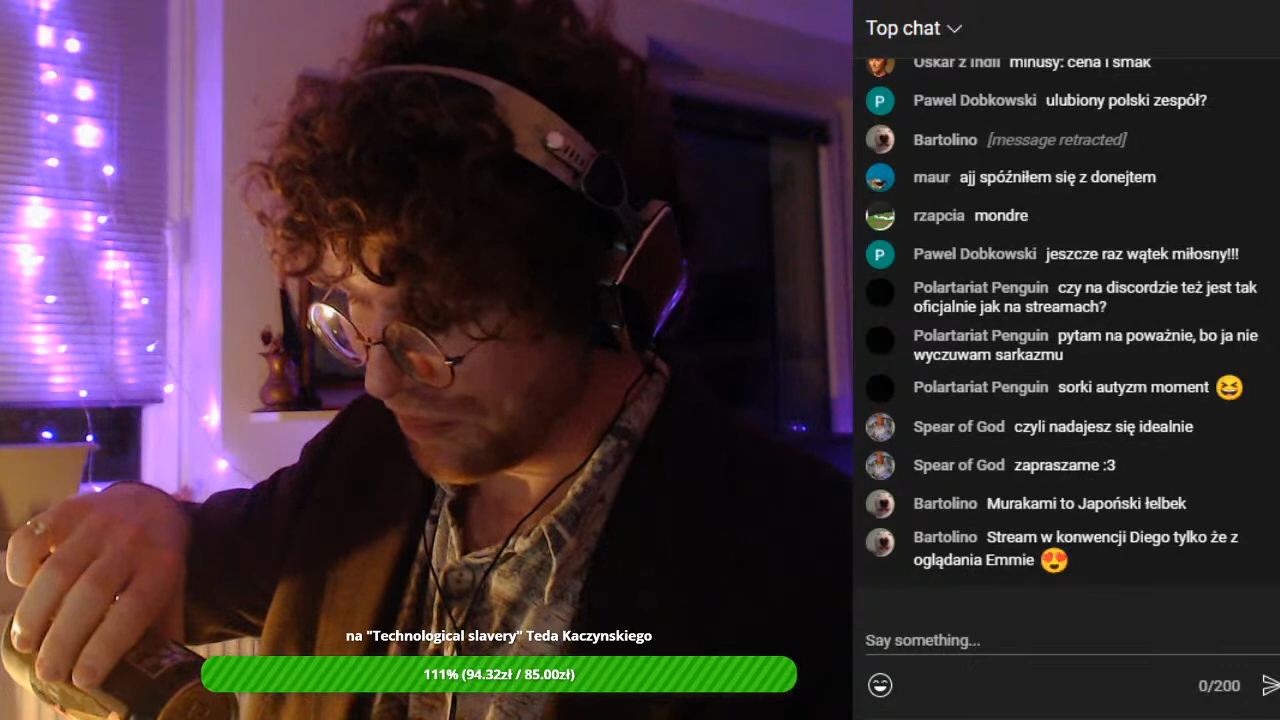 Top chat
Oskar z Indii minusy: cena i smak
P Pawel Dobkowski ulubiony polski zespół?
Bartolino [message retracted]
maur ajj spóźniłem się z donejtem
rzapcia mondre
P Pawel Dobkowski jeszcze raz wątek miłosny!!!
Polartariat Penguin czy na discordzie też jest tak
oficjalnie jak na streamach?
Polartariat Penguin pytam na poważnie, bo ja nie
wyczuwam sarkazmu
Polartariat Penguin sorki autyzm moment 😆
Spear of God czyli nadajesz się idealnie
Spear of God zapraszame :3
Bartolino Murakami to Japoński łelbek
Bartolino Stream w konwencji Diego tylko że z
oglądania Emmie 😍
na "Technological slavery" Teda Kaczynskiego
111% (94.32zł / 85.00zł)
Say something...
0/200